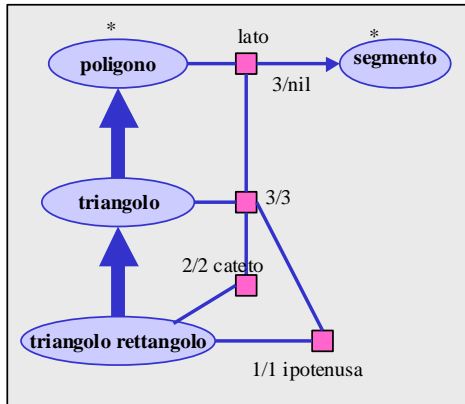 *
lato
*
poligono
segmento
3/nil
triangolo
3/3
2/2 cateto
triangolo rettangolo
1/1 ipotenusa